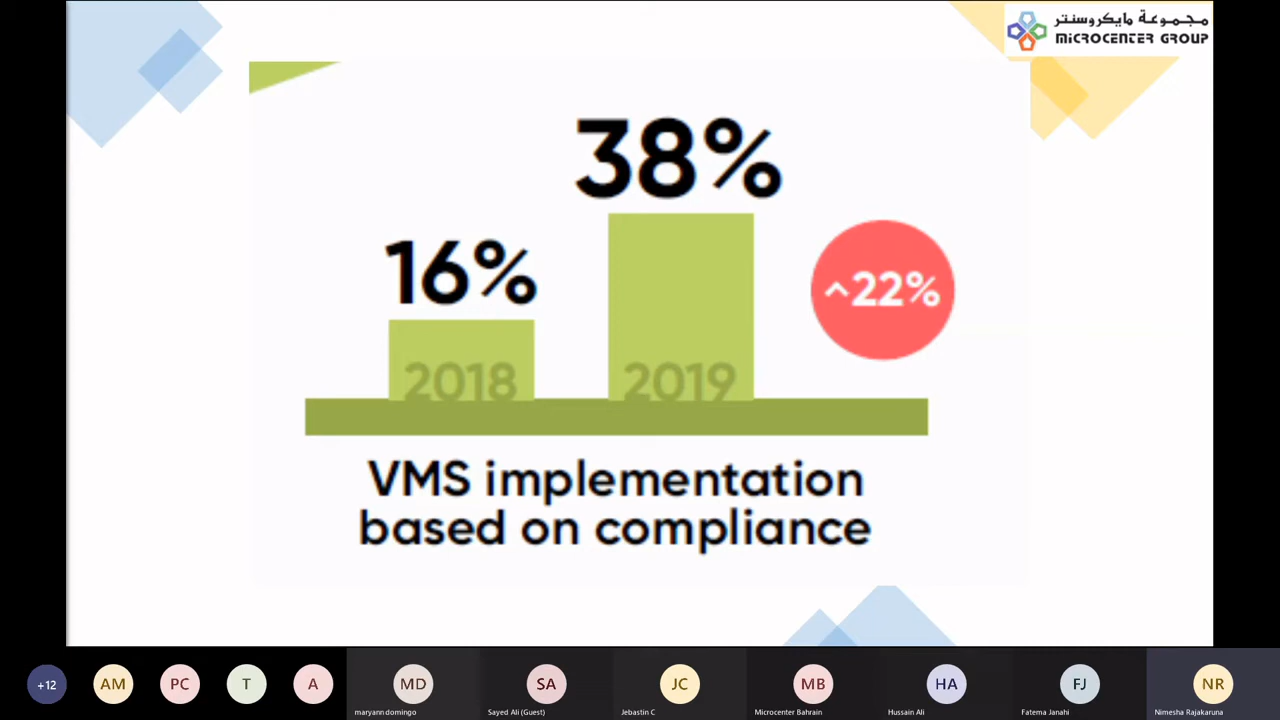 مجموعة مايكروسنتر
MICROCENTER GROUP
38%
16%
^22%
2018
2019
VMS implementation
based on compliance
+12
AM
PC
T
A
MD
SA
JC
MB
HA
FJ
NR
maryann domingo
Sayed Ali (Guest)
Jebastin C
Microcenter Bahrain
Hussain Ali
Fatema Janahi
Nimesha Rajakaruna